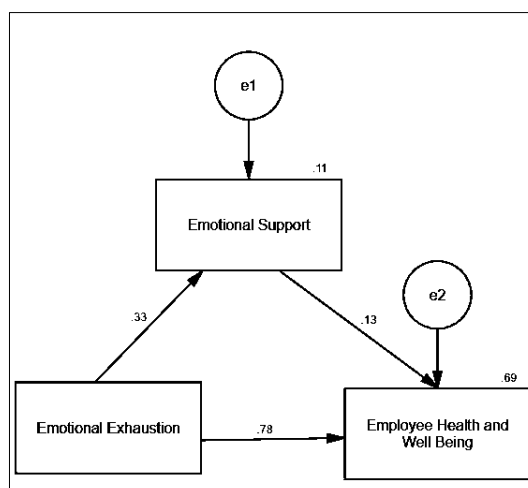 e1
.11
Emotional Support
e2
.33
.13
.69
Emotional Exhaustion
.78
Employee Health and
Well Being